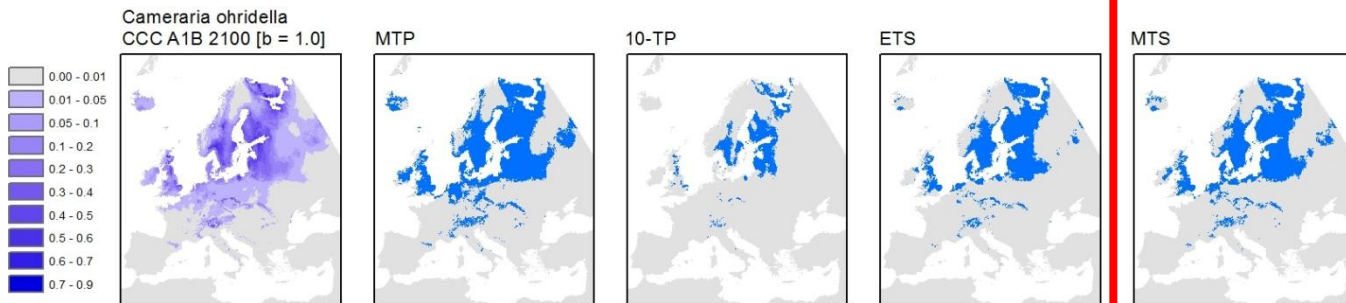 Cameraria ohridella
CCC A1B 2100 [b = 1.0]
MTP
10-TP
ETS
MTS
0.00 - 0.01
0.01 - 0.05
0.05 - 0.1
0.1 - 0.2
0.2 - 0.3
0.3 - 0.4
0.4 - 0.5
0.5 - 0.6
0.6 - 0.7
0.7 - 0.9